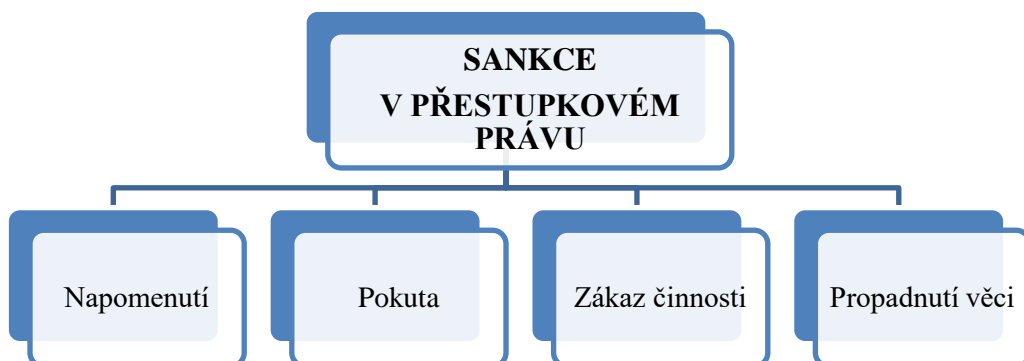 SANKCE
V PŘESTUPKOVÉM
PRÁVU
Napomenutí
Pokuta
Zákaz činnosti
Propadnutí věci